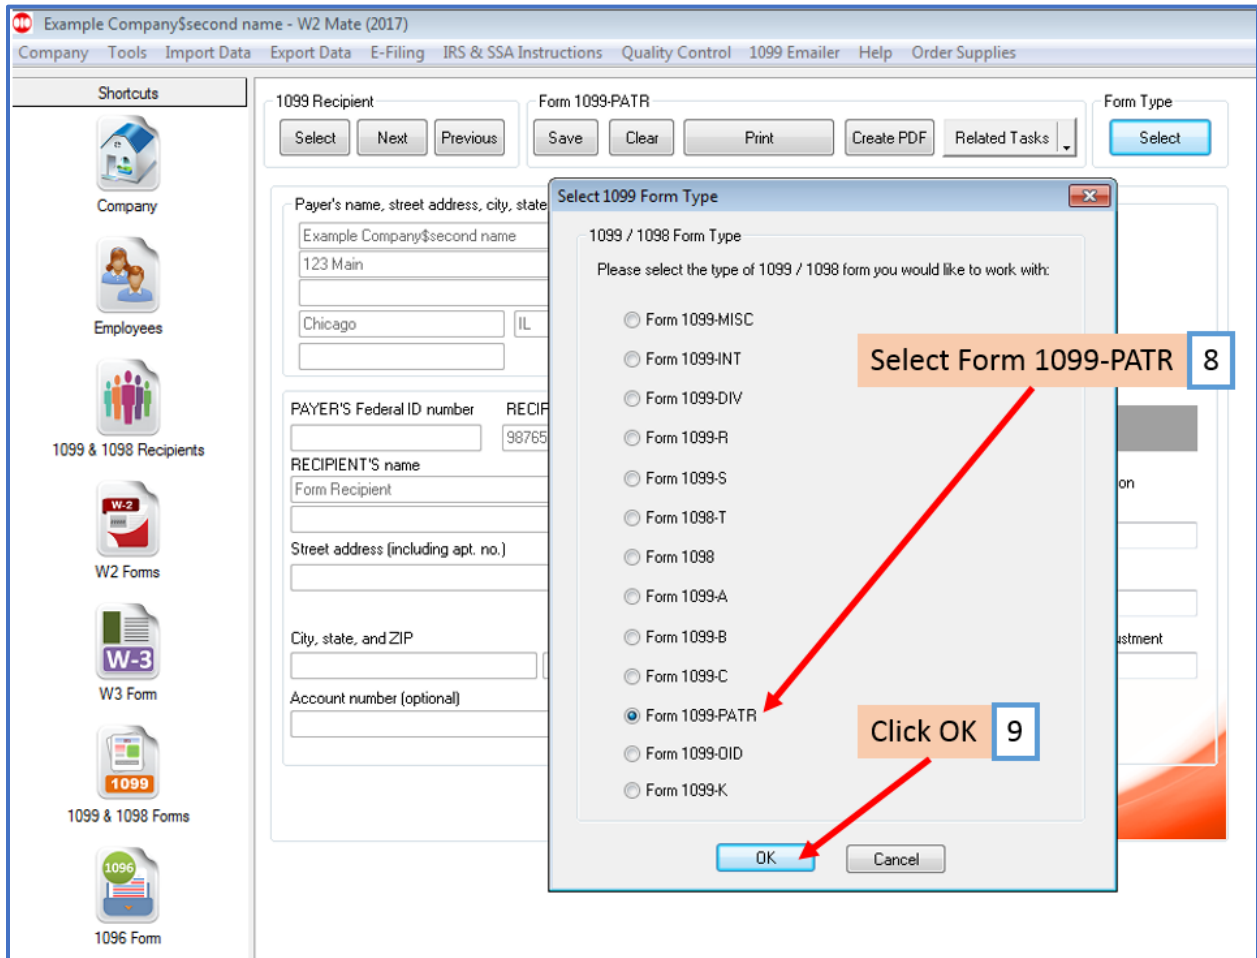 Example Company$second name - W2 Mate (2017)
Company Tools Import Data Export Data E-Filing IRS & SSA Instructions Quality Control 1099 Emailer Help Order Supplies
Shortcuts
Company
Employees
1099 & 1098 Recipients
W-2
W2 Forms
W-3
W3 Form
1099
1099 & 1098 Forms
1096
1096 Form
1099 Recipient
Select Next Previous
Form 1099-PATR
Save Clear Print Create PDF Related Tasks
Form Type
Select
Payer's name, street address, city, state
Example Company$second name
123 Main
Chicago IL
PAYER'S Federal ID number RECIP
98765
RECIPIENT'S name
Form Recipient
Street address (including apt. no.)
City, state, and ZIP
Account number (optional)
on
ustment
Select 1099 Form Type
1099 / 1098 Form Type
Please select the type of 1099 / 1098 form you would like to work with:
Form 1099-MISC
Form 1099-INT
Form 1099-DIV
Form 1099-R
Form 1099-S
Form 1098-T
Form 1098
Form 1099-A
Form 1099-B
Form 1099-C
Form 1099-PATR
Form 1099-OID
Form 1099-K
OK Cancel
Select Form 1099-PATR 8
Click OK 9